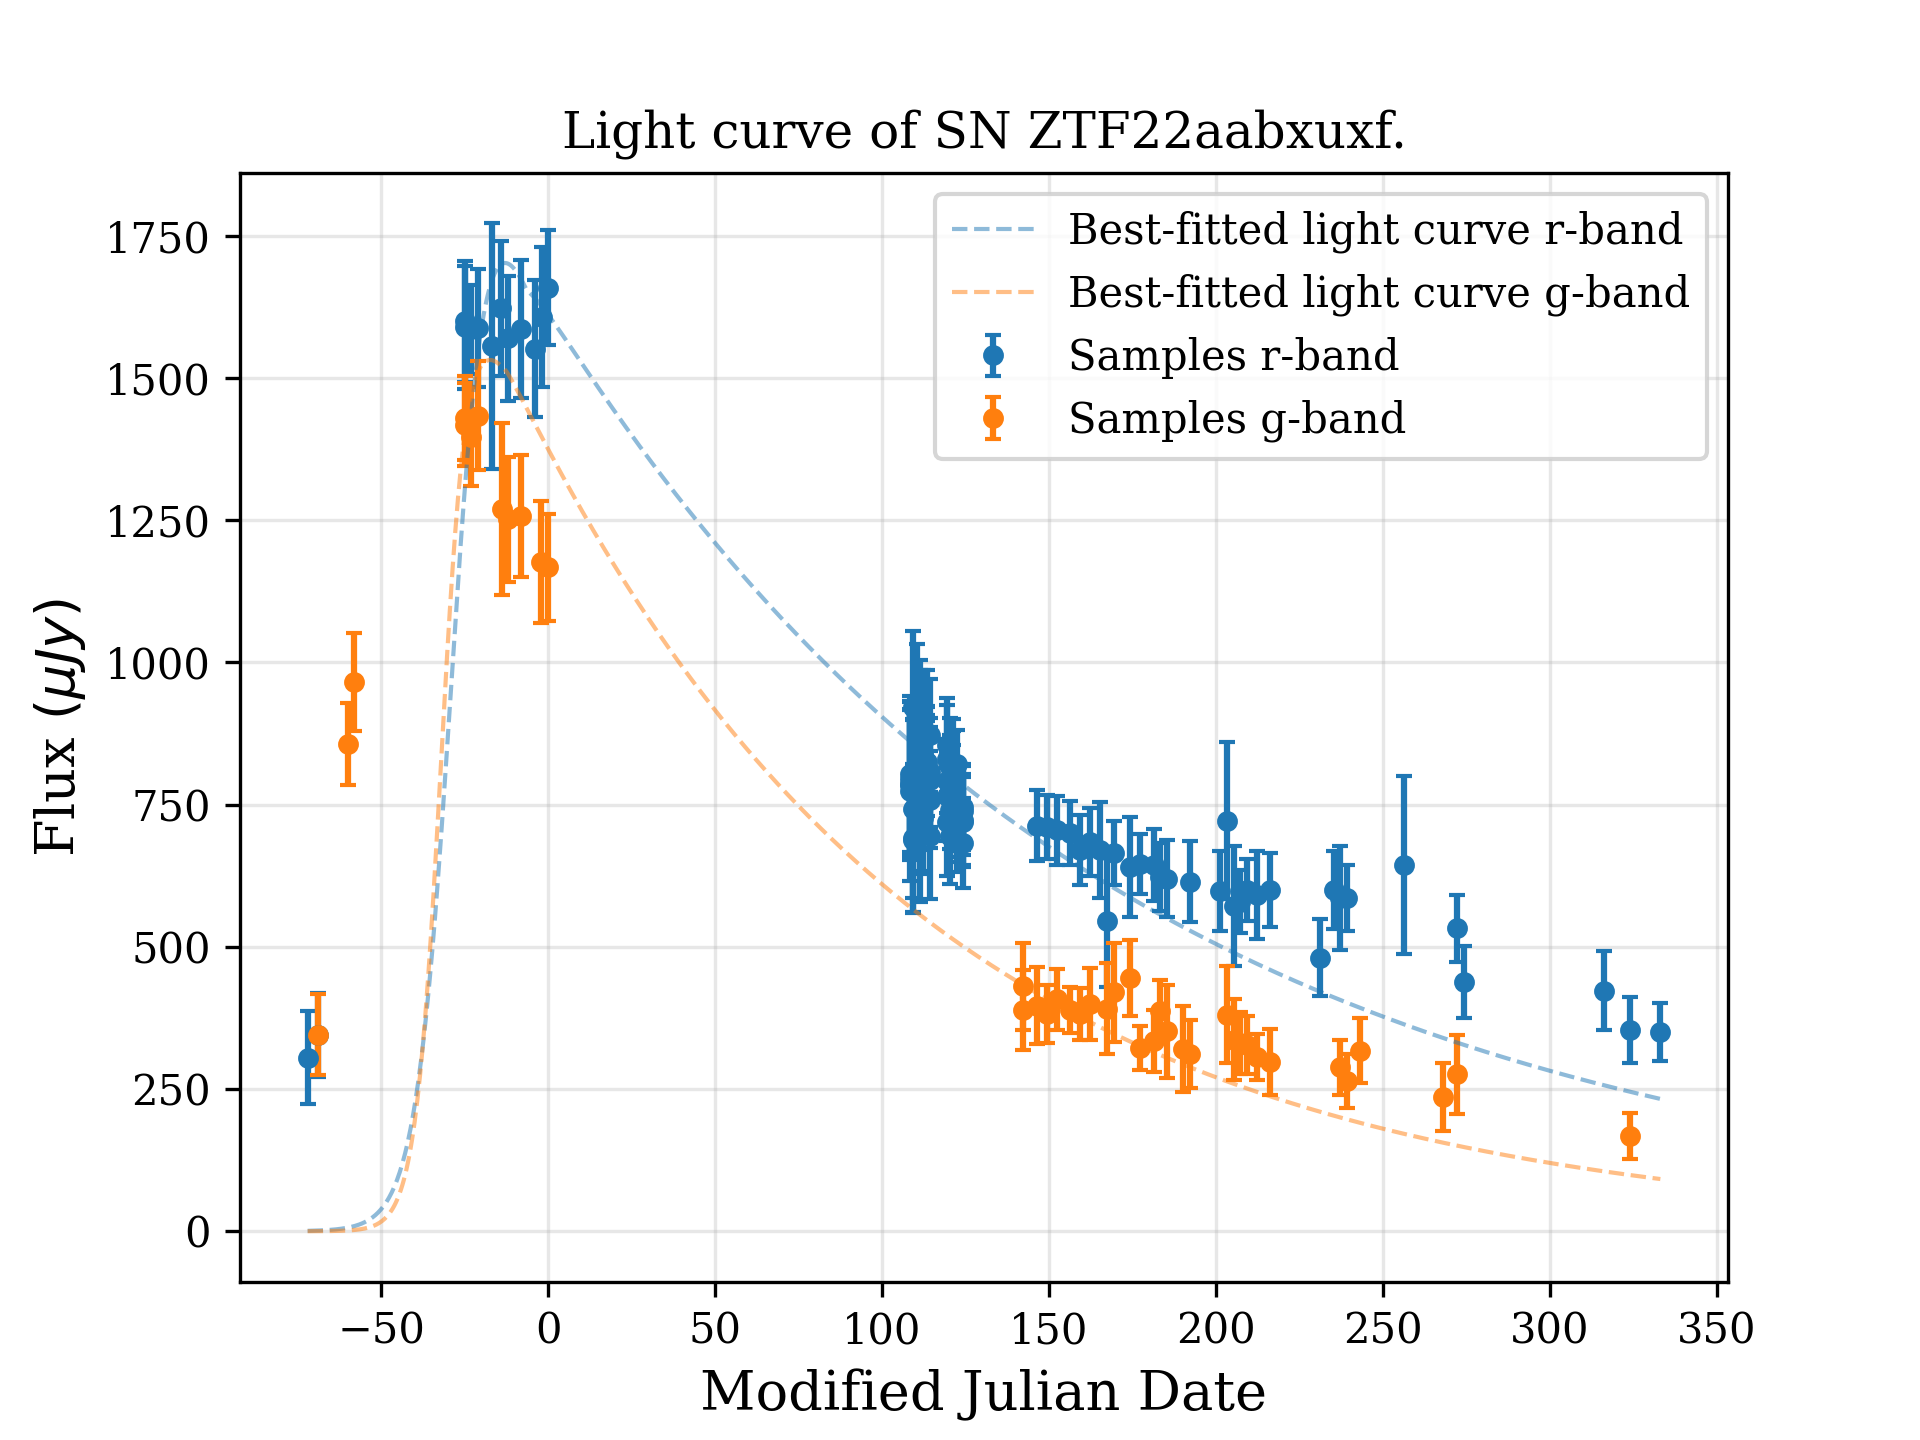 Light curve of SN ZTF22aabxuxf.
Best-fitted light curve r-band
Best-fitted light curve g-band
Samples r-band
Samples g-band
Flux (μJy)
1750
1500
1250
1000
750
500
250
0
−50 0 50 100 150 200 250 300 350
Modified Julian Date